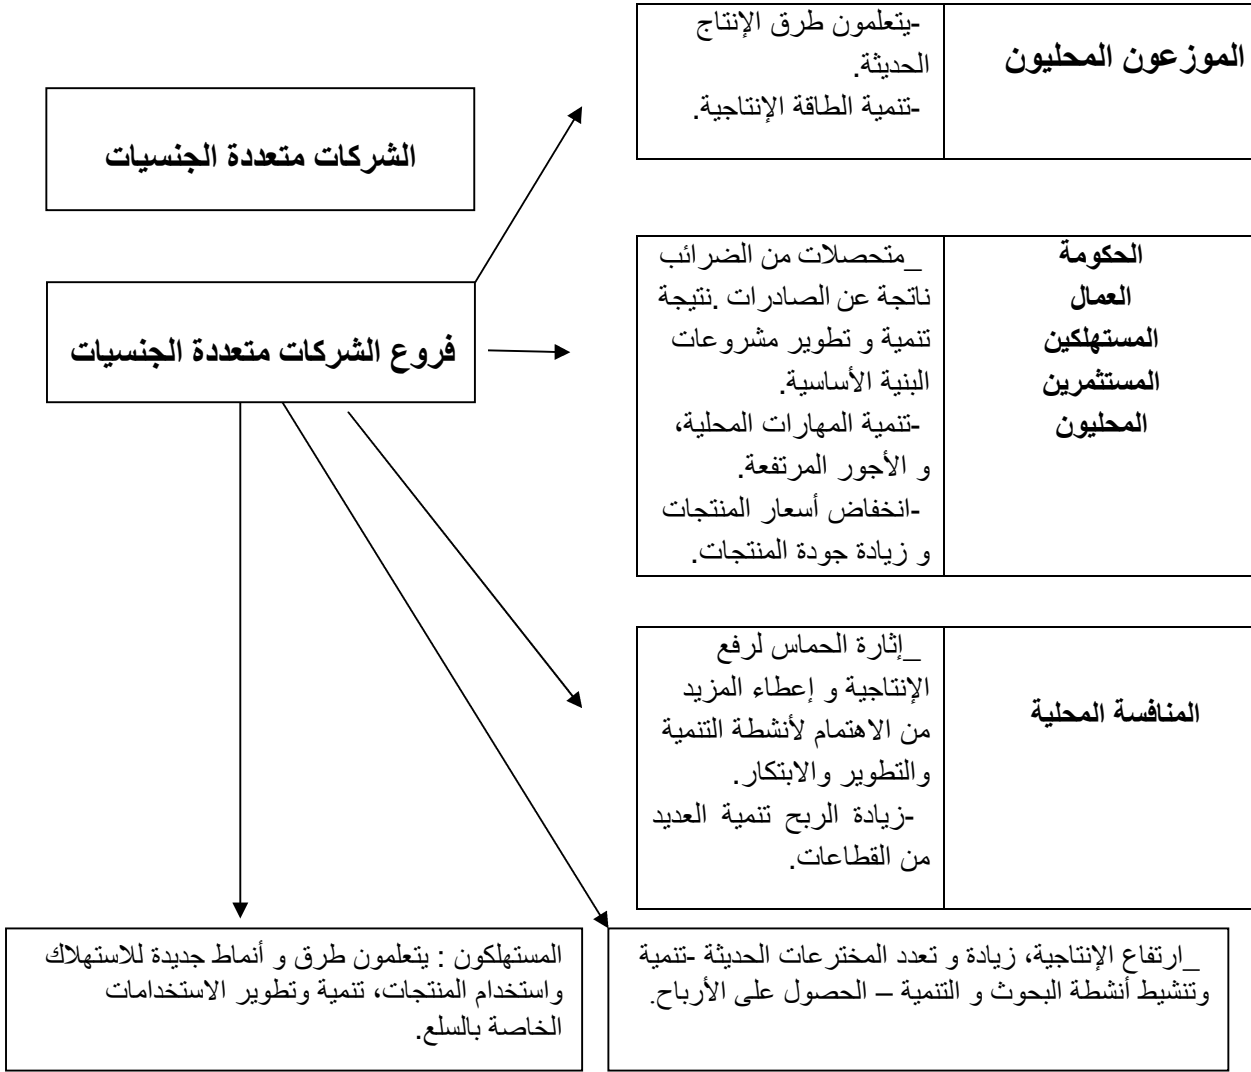 الموزعون المحليون
-يتعلمون طرق الإنتاج
الحديثة.
-تنمية الطاقة الإنتاجية.
الشركات متعددة الجنسيات
فروع الشركات متعددة الجنسيات
الحكومة
العمال
المستهلكين
المستثمرين
المحليون
_متحصلات من الضرائب
ناتجة عن الصادرات .نتيجة
تنمية و تطوير مشروعات
البنية الأساسية.
-تنمية المهارات المحلية،
و الأجور المرتفعة.
-انخفاض أسعار المنتجات
و زيادة جودة المنتجات.
المنافسة المحلية
_إثارة الحماس لرفع
الإنتاجية و إعطاء المزيد
من الاهتمام لأنشطة التنمية
والتطوير والابتكار.
-زيادة الربح تنمية العديد
من القطاعات.
_ارتفاع الإنتاجية، زيادة و تعدد المخترعات الحديثة -تنمية
وتنشيط أنشطة البحوث و التنمية – الحصول على الأرباح.
المستهلكون : يتعلمون طرق و أنماط جديدة للاستهلاك
واستخدام المنتجات، تنمية وتطوير الاستخدامات
الخاصة بالسلع.